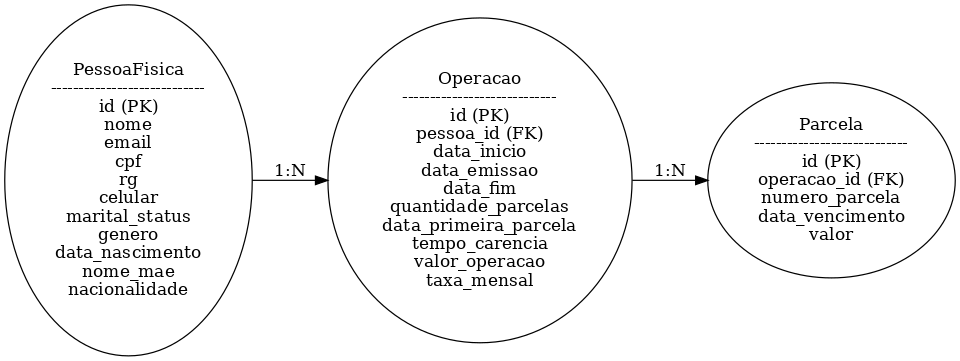 PessoaFisica
----------------------------
id (PK)
nome
email
cpf
rg
celular
marital_status
genero
data_nascimento
nome_mae
nacionalidade
1:N
Operacao
----------------------------
id (PK)
pessoa_id (FK)
data_inicio
data_emissao
data_fim
quantidade_parcelas
data_primeira_parcela
tempo_carencia
valor_operacao
taxa_mensal
1:N
Parcela
----------------------------
id (PK)
operacao_id (FK)
numero_parcela
data_vencimento
valor